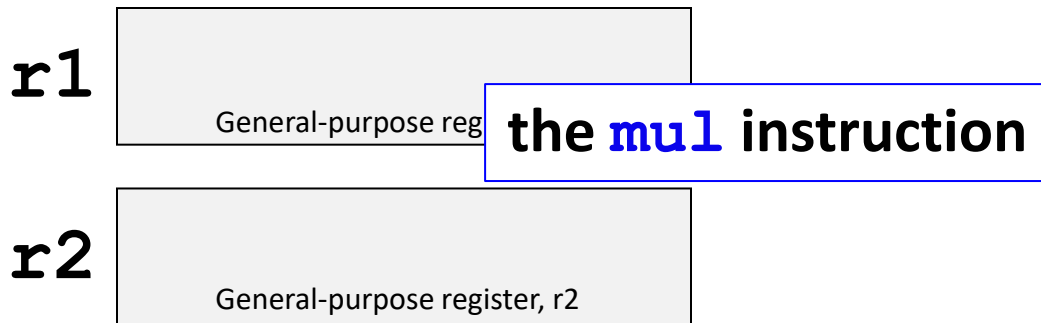 r1
General-purpose reg
the mul instruction
r2
General-purpose register, r2